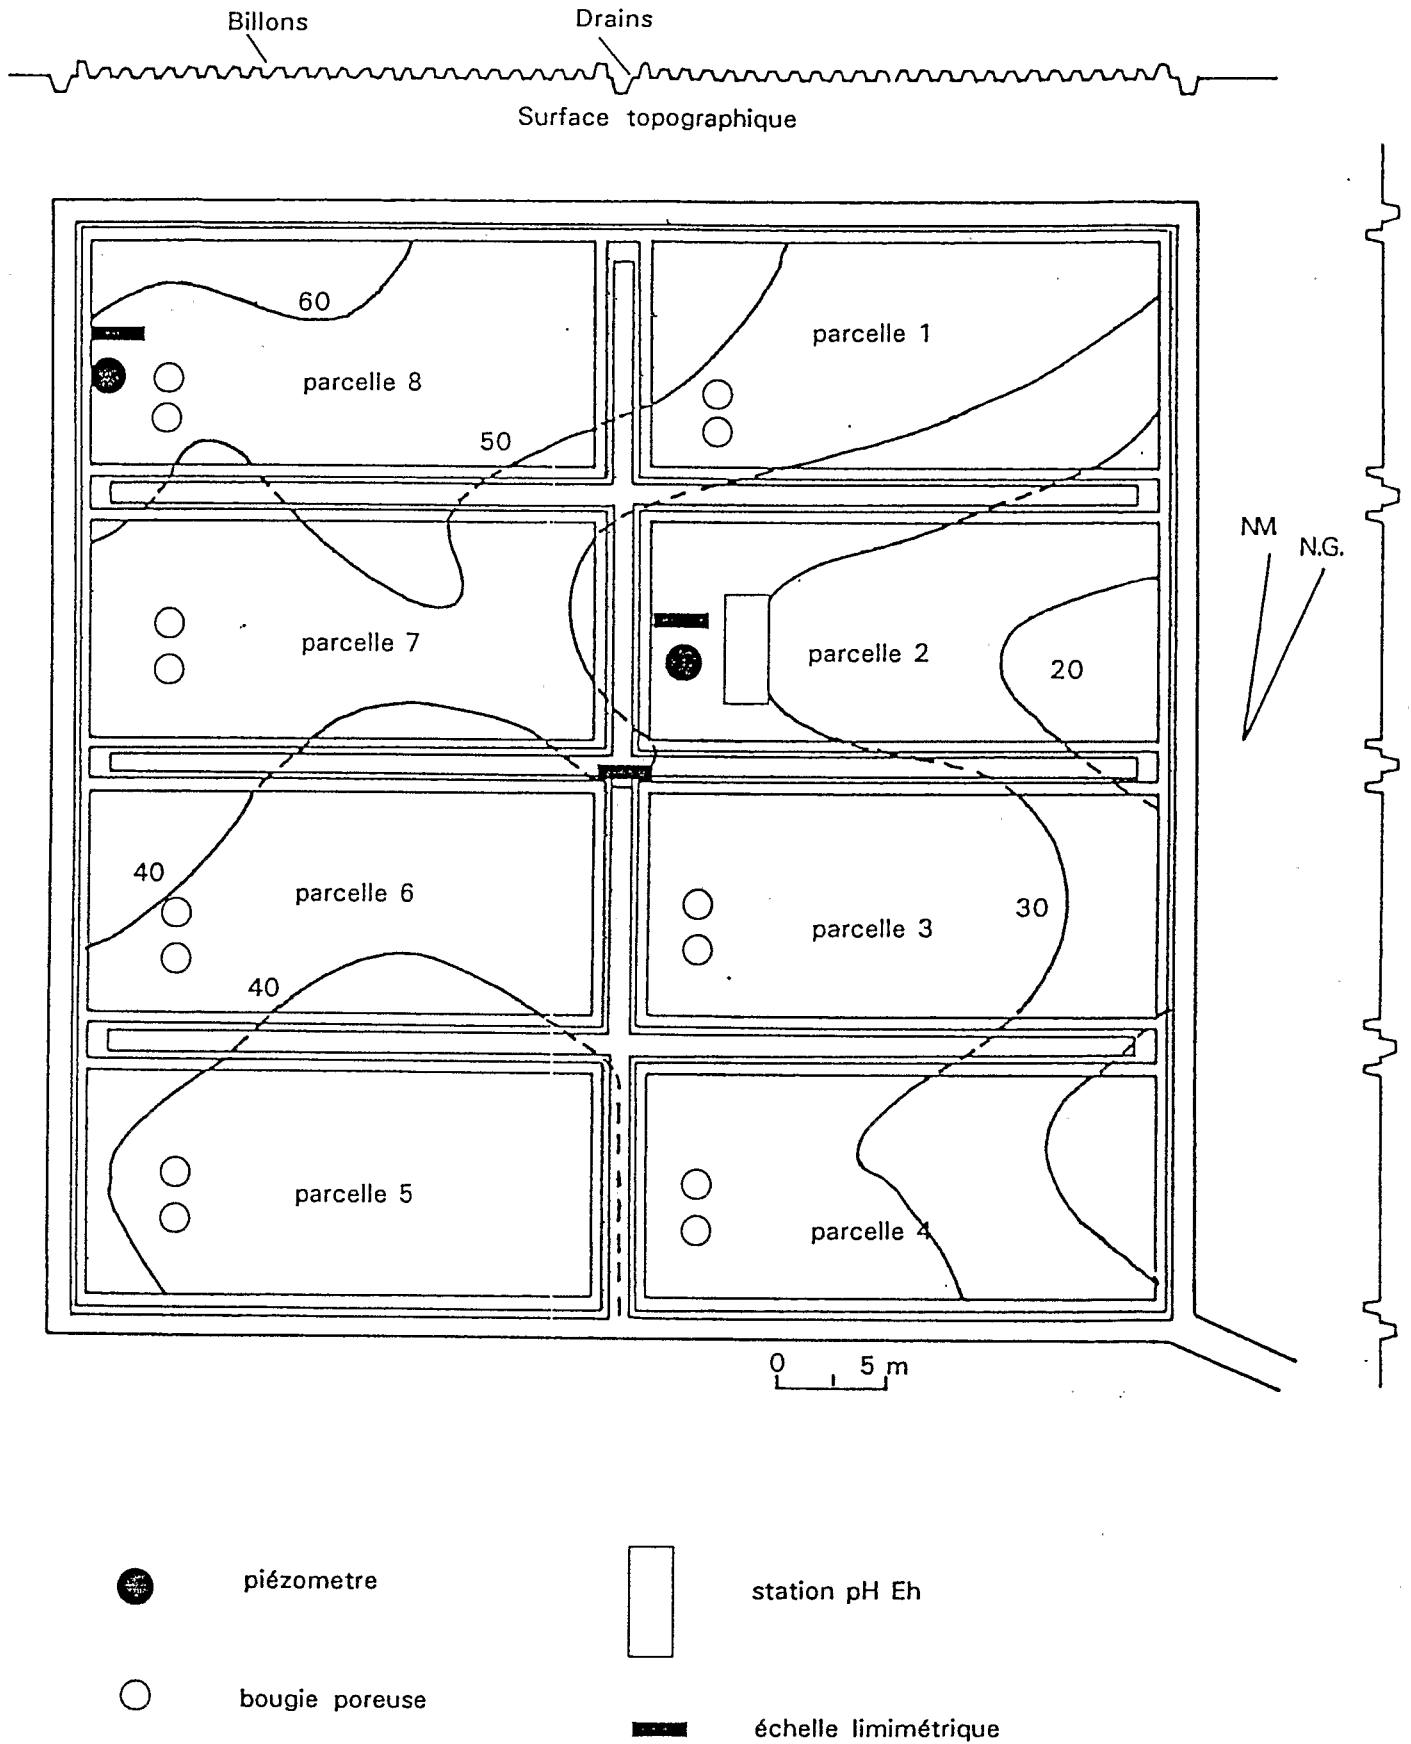 Billons
Drains
Surface topographique
60
parcelle 1
parcelle 8
50
NM
N.G.
parcelle 7
parcelle 2
20
40
parcelle 6
30
parcelle 3
40
parcelle 5
parcelle 4
0 5 m
piézometre
station pH Eh
bougie poreuse
échelle limimétrique